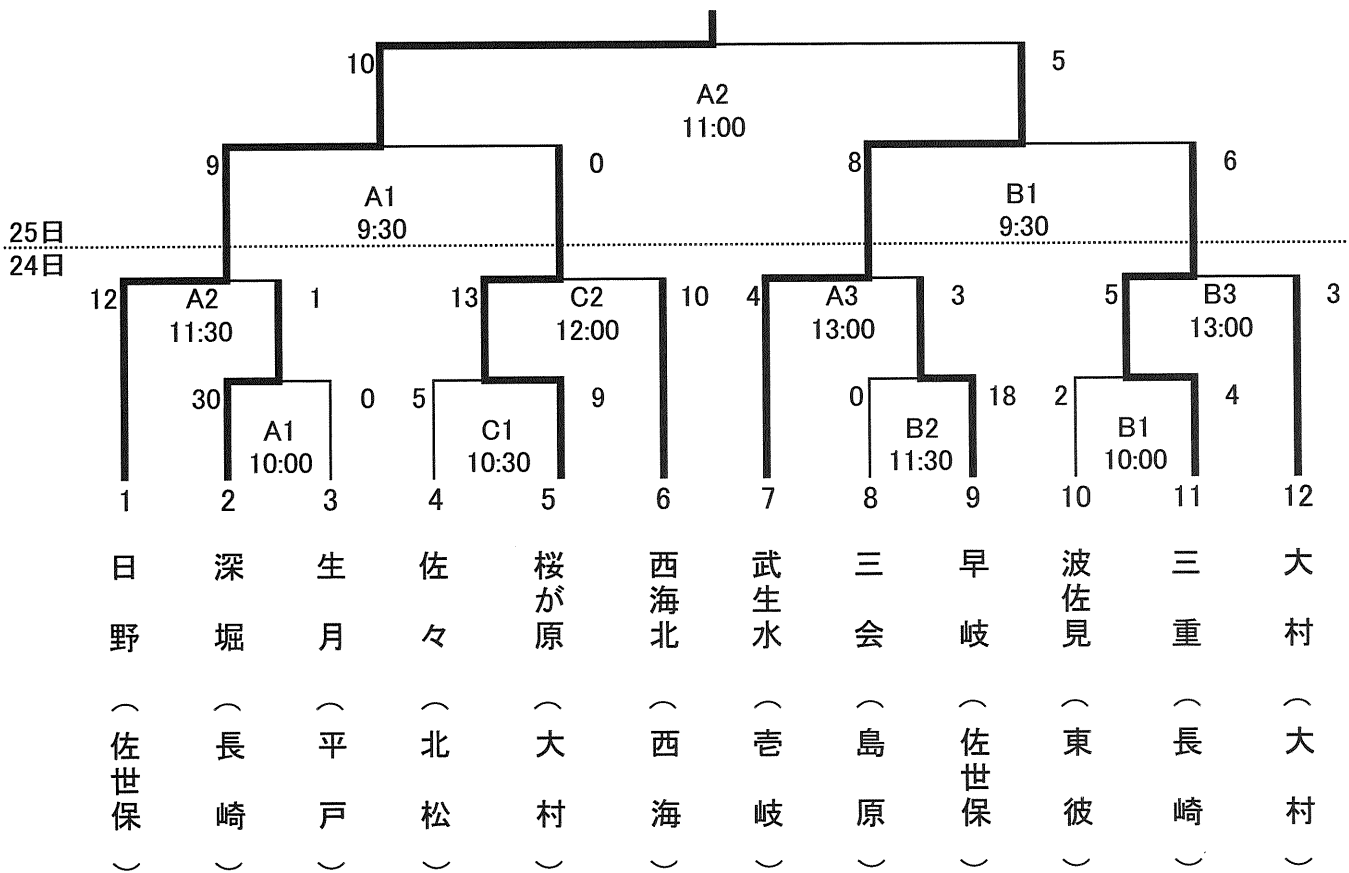 10
5
A2
11:00
9
0
8
6
A1
9:30
B1
9:30
25日
24日
12
A2
11:30
1
13
C2
12:00
10
4
A3
13:00
3
5
B3
13:00
3
30
A1
10:00
0
5
C1
10:30
9
0
B2
11:30
18
2
B1
10:00
4
1
2
3
4
5
6
7
8
9
10
11
12
日野(佐世保)
深堀(長崎)
生月(平戸)
佐々(北松)
桜が原(大村)
西海北(西海)
武生水(壱岐)
三会(島原)
早岐(佐世保)
波佐見(東彼)
三重(長崎)
大村(大村)